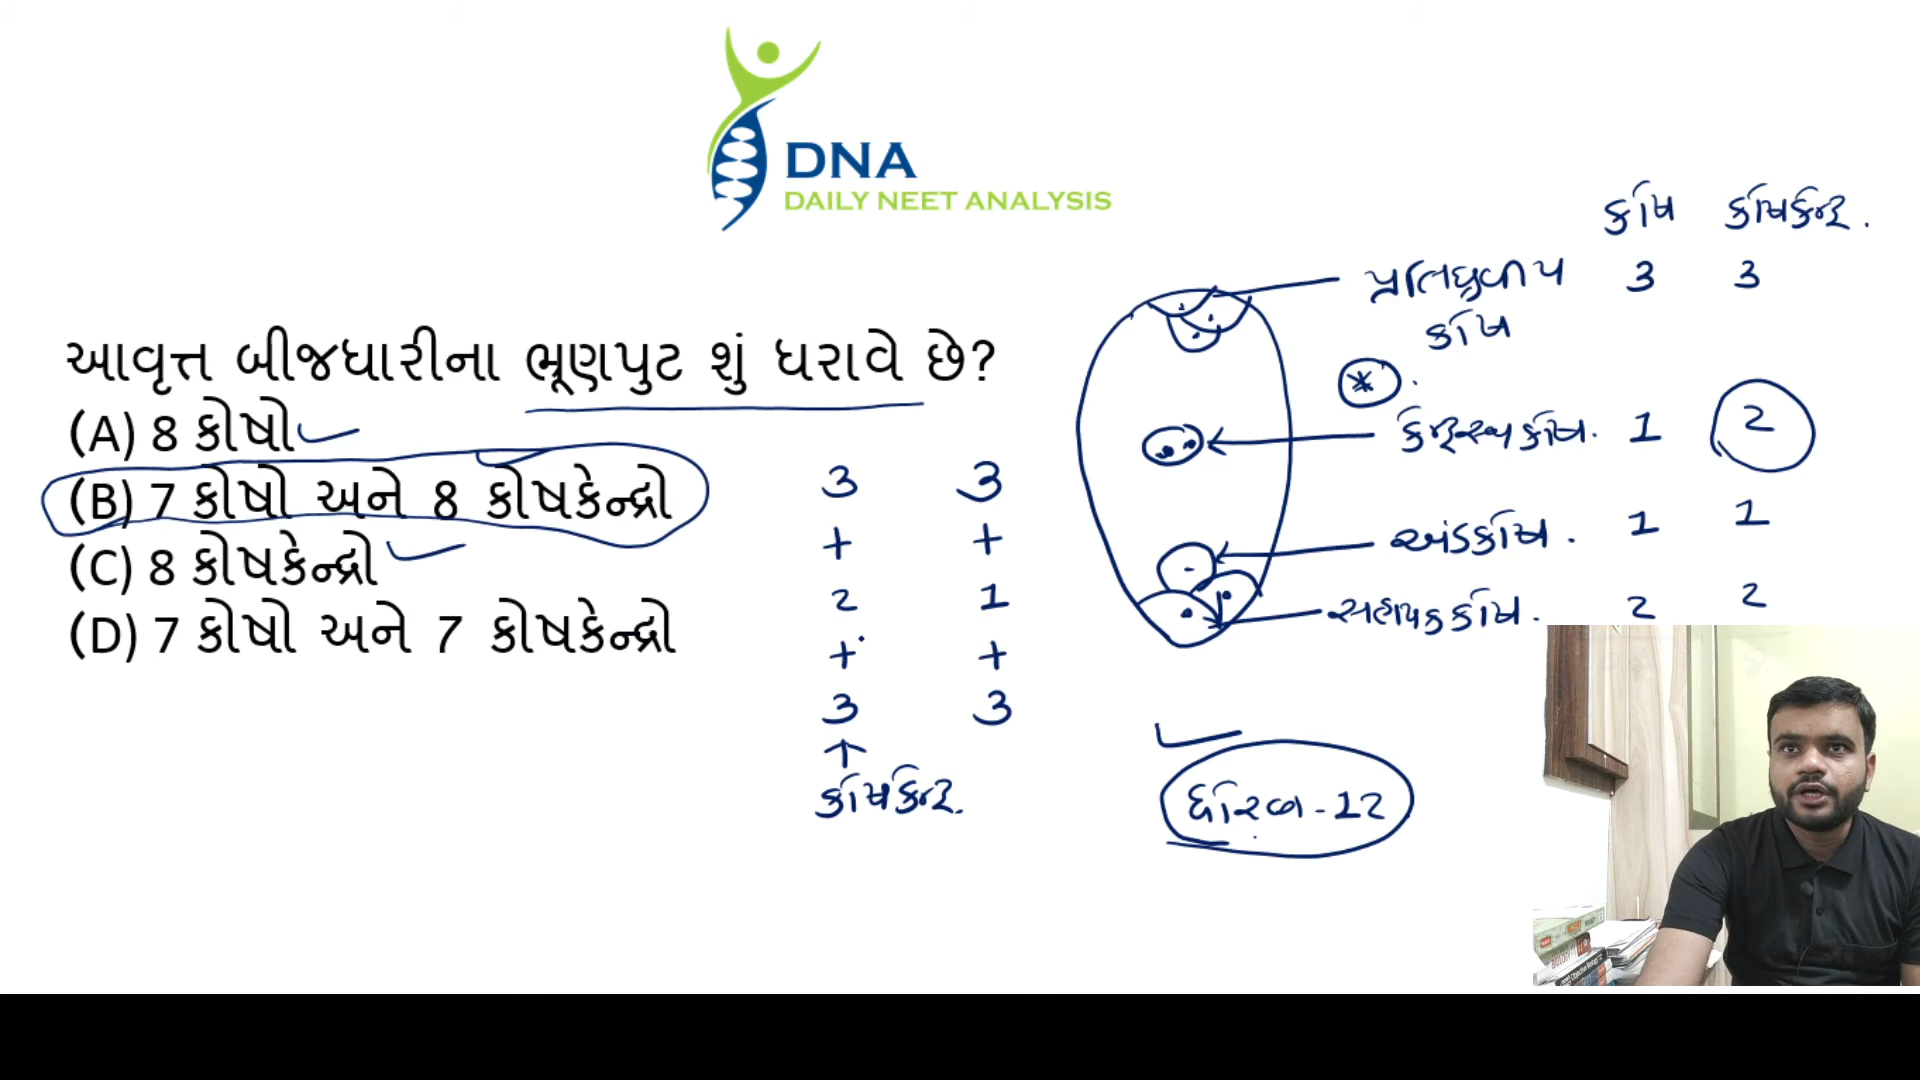 DNA
DAILY NEET ANALYSIS
આવૃત્ત બીજધારીના ભ્રૂણપુટ શું ધરાવે છે?
(A) 8 કોષો
(B) 7 કોષો અને 8 કોષકેન્દ્રો
(C) 8 કોષકેન્દ્રો
(D) 7 કોષો અને 7 કોષકેન્દ્રો
3 3
+ +
2 1
+ +
3 3
કોષકેન્દ્ર.
કોષ કોષકેન્દ્ર.
પ્રતિધ્રુવીય 3 3
કોષ
*
કેન્દ્રસ્થ કોષ. 1 2
અંડકોષ. 1 1
સહાયક કોષ. 2 2
ધોરણ-12